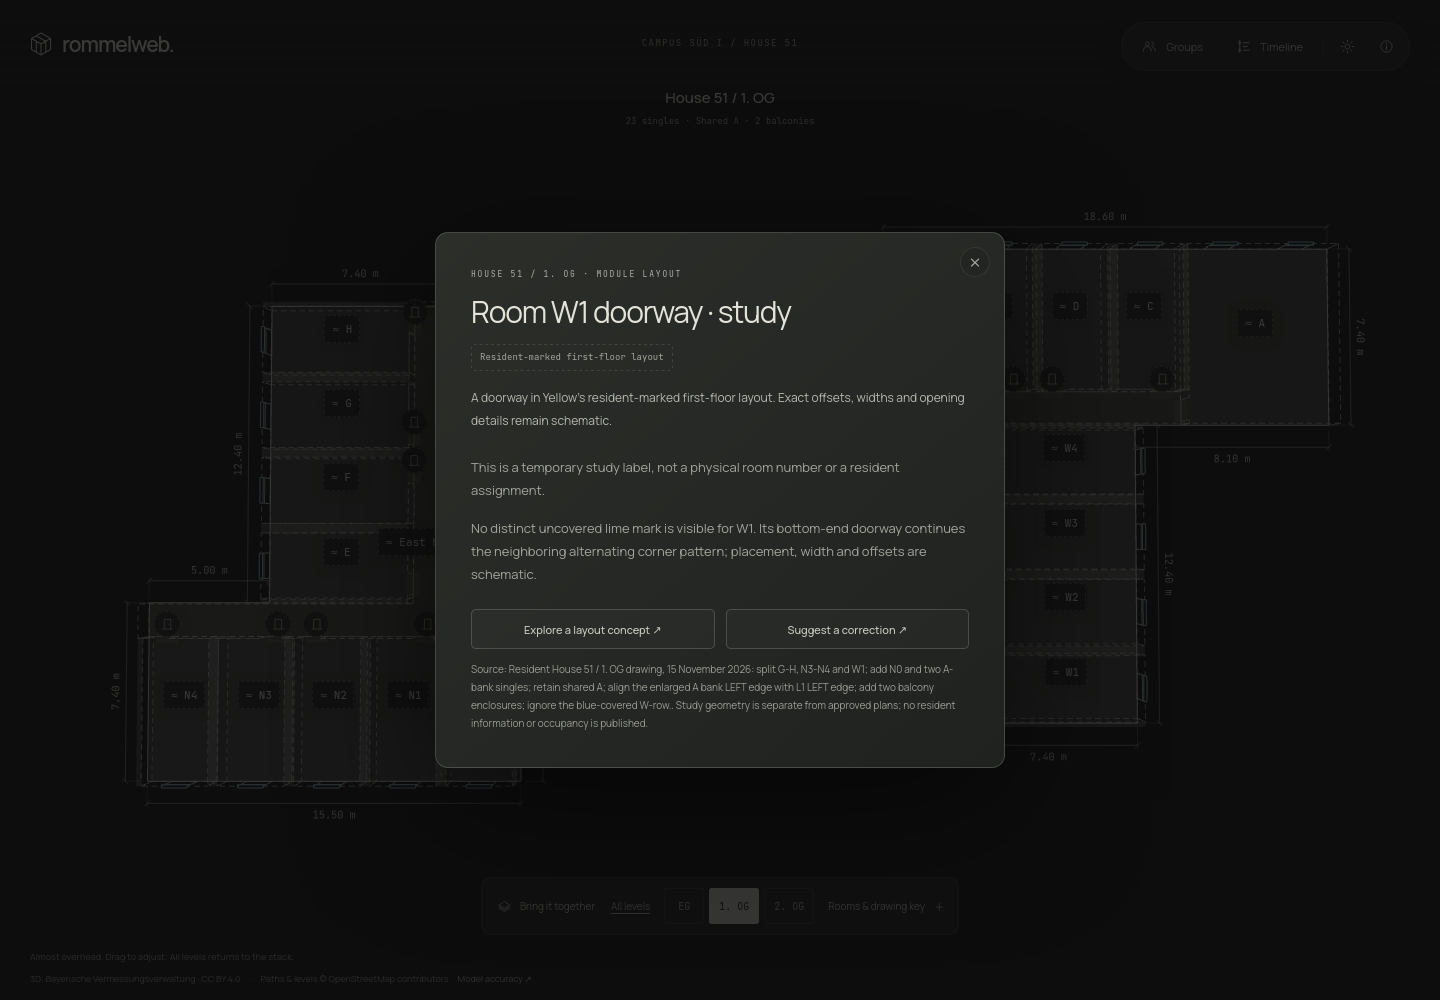 rommelweb.
CAMPUS SÜD I / HOUSE 51
Groups
Timeline
House 51 / 1. OG
23 singles · Shared A · 2 balconies
18.60 m
7.40 m
≈ H
≈ D
≈ C
≈ A
7.40 m
≈ G
12.40 m
≈ F
≈ W4
8.10 m
≈ W3
≈ East
≈ E
5.00 m
12.40 m
≈ W2
≈ W1
7.40 m
≈ N4
≈ N3
≈ N2
≈ N1
7.40 m
15.50 m
HOUSE 51 / 1. OG · MODULE LAYOUT
Room W1 doorway · study
Resident-marked first-floor layout
A doorway in Yellow's resident-marked first-floor layout. Exact offsets, widths and opening
details remain schematic.
This is a temporary study label, not a physical room number or a resident
assignment.
No distinct uncovered lime mark is visible for W1. Its bottom-end doorway continues
the neighboring alternating corner pattern; placement, width and offsets are
schematic.
Explore a layout concept ↗
Suggest a correction ↗
Source: Resident House 51 / 1. OG drawing, 15 November 2026: split G-H, N3-N4 and W1; add N0 and two A-
bank singles; retain shared A; align the enlarged A bank LEFT edge with L1 LEFT edge; add two balcony
enclosures; ignore the blue-covered W-row.. Study geometry is separate from approved plans; no resident
information or occupancy is published.
Bring it together
All levels
EG
1. OG
2. OG
Rooms & drawing key +
Almost overhead. Drag to adjust. All levels returns to the stack.
3D: Bayerische Vermessungsverwaltung · CC BY 4.0
Paths & levels © OpenStreetMap contributors
Model accuracy ↗